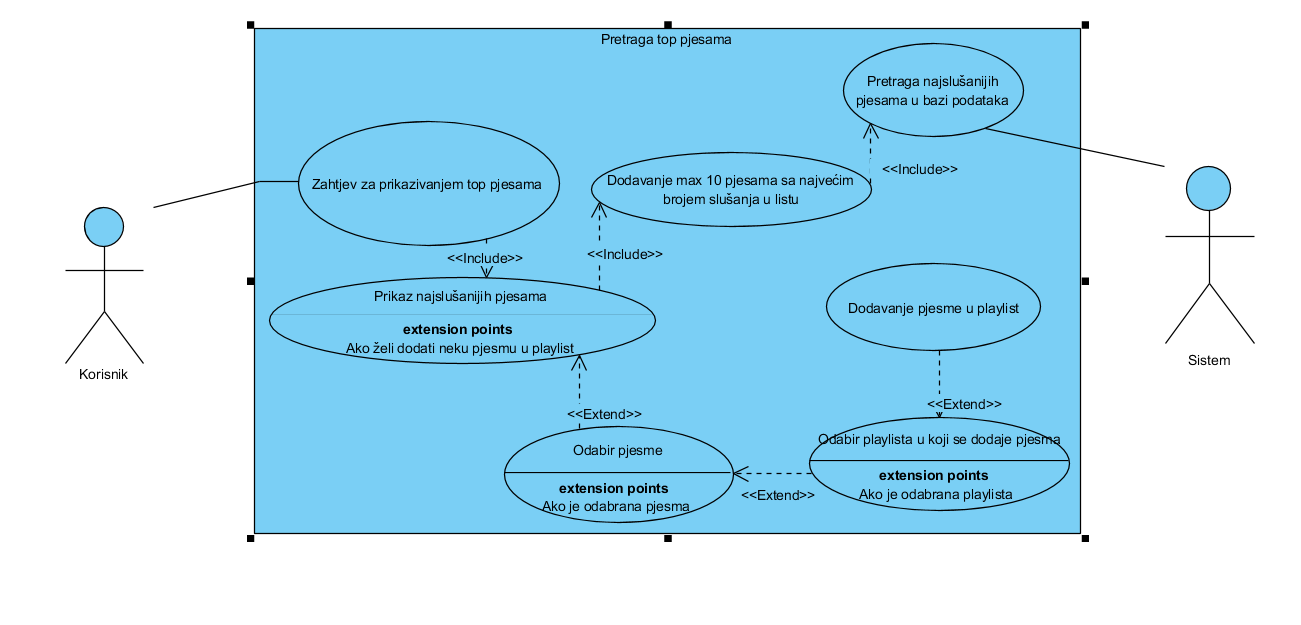 Pretraga top pjesama
Pretraga najslušanijih
pjesama u bazi podataka
Zahtjev za prikazivanjem top pjesama
Dodavanje max 10 pjesama sa najvećim
brojem slušanja u listu
<<Include>>
<<Include>>
<<Include>>
Prikaz najslušanijih pjesama
extension points
Ako želi dodati neku pjesmu u playlist
Dodavanje pjesme u playlist
Korisnik
Sistem
<<Extend>>
<<Extend>>
Odabir pjesme
extension points
Ako je odabrana pjesma
<<Extend>>
Odabir playlista u koji se dodaje pjesma
extension points
Ako je odabrana playlista